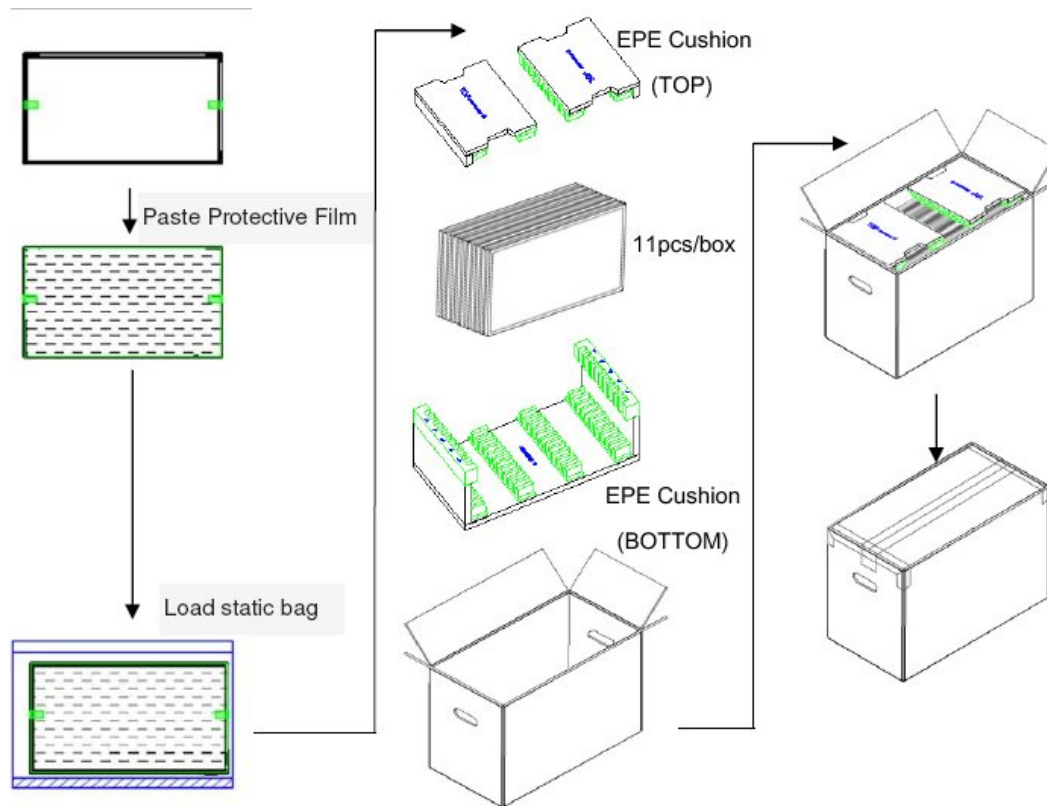 Paste Protective Film
Load static bag
EPE Cushion
(TOP)
11pcs/box
EPE Cushion
(BOTTOM)